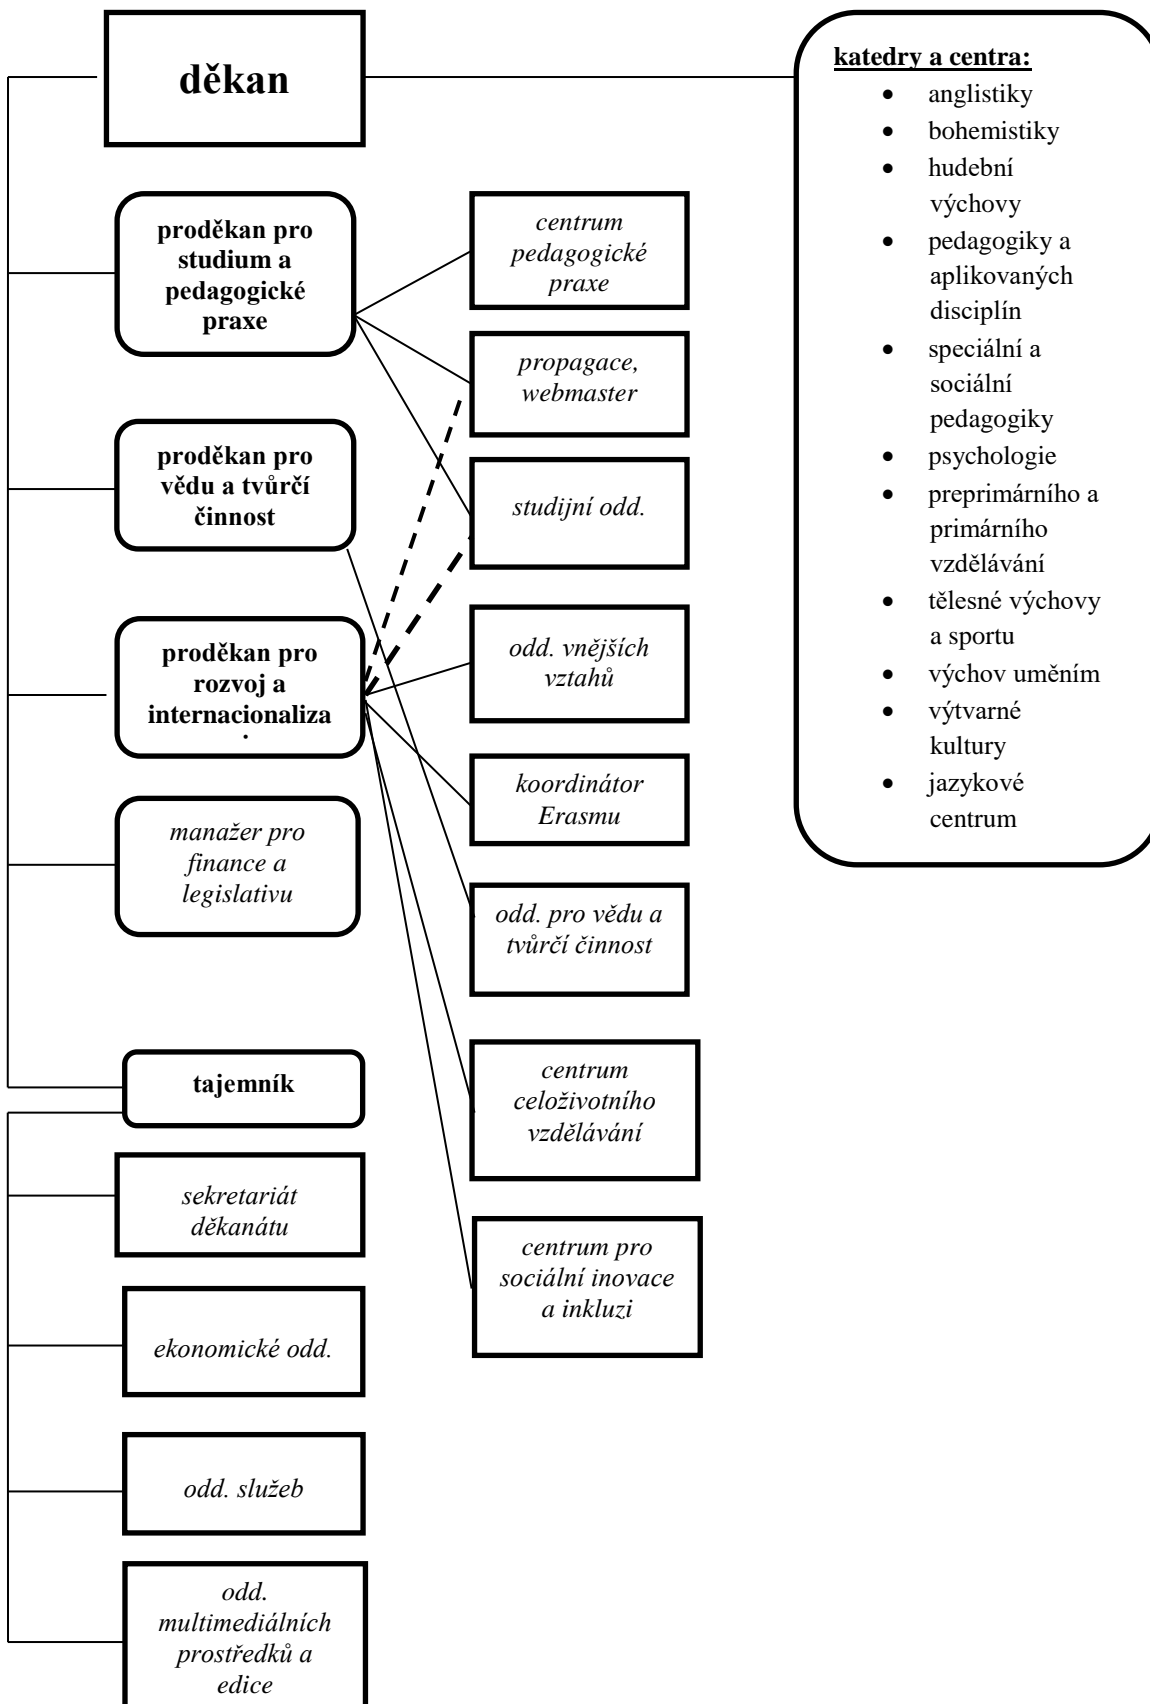 děkan
proděkan pro
studium a
pedagogické
praxe
proděkan pro
vědu a tvůrčí
činnost
proděkan pro
rozvoj a
internacionaliza
manažer pro
finance a
legislativu
tajemník
sekretariát
děkanátu
ekonomické odd.
odd. služeb
odd.
multimediálních
prostředků a
edice
centrum
pedagogické
praxe
propagace,
webmaster
studijní odd.
odd. vnějších
vztahů
koordinátor
Erasmu
odd. pro vědu a
tvůrčí činnost
centrum
celoživotního
vzdělávání
centrum pro
sociální inovace
a inkluzi
katedry a centra:
• anglistiky
• bohemistiky
• hudební
výchovy
• pedagogiky a
aplikovaných
disciplín
• speciální a
sociální
pedagogiky
• psychologie
• preprimárního a
primárního
vzdělávání
• tělesné výchovy
a sportu
• výchov uměním
• výtvarné
kultury
• jazykové
centrum